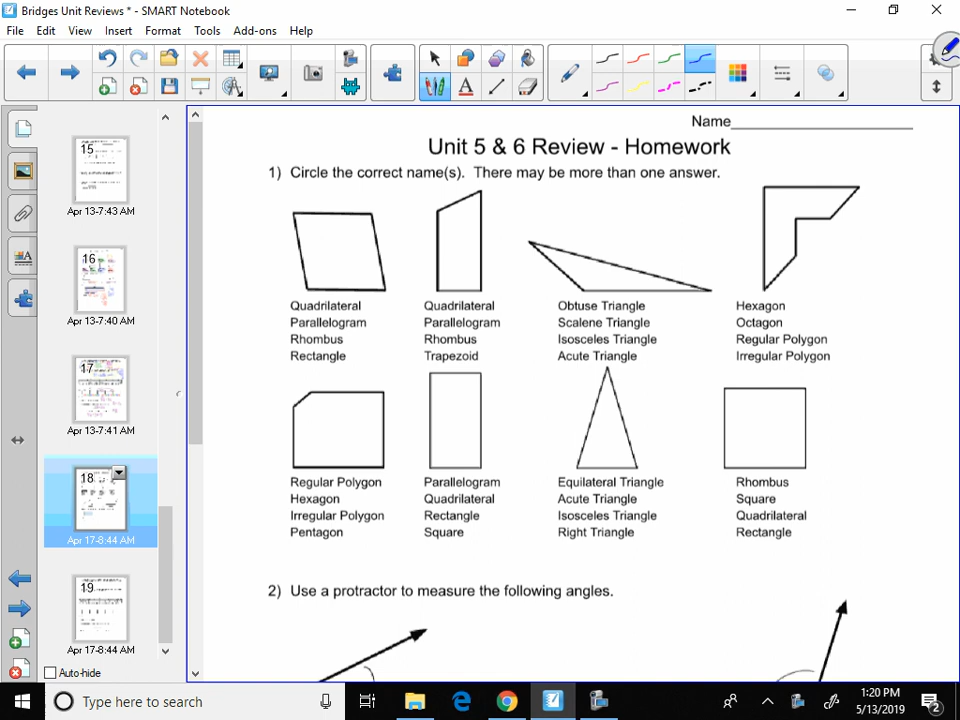 Bridges Unit Reviews * - SMART Notebook
File Edit View Insert Format Tools Add-ons Help
15
Apr 13-7:43 AM
16
Apr 13-7:40 AM
17
Apr 13-7:41 AM
18
Apr 17-8:44 AM
19
Apr 17-8:44 AM
Auto-hide
Name
Unit 5 & 6 Review - Homework
1) Circle the correct name(s). There may be more than one answer.
Quadrilateral Quadrilateral Obtuse Triangle Hexagon
Parallelogram Parallelogram Scalene Triangle Octagon
Rhombus Rhombus Isosceles Triangle Regular Polygon
Rectangle Trapezoid Acute Triangle Irregular Polygon
Regular Polygon Parallelogram Equilateral Triangle Rhombus
Hexagon Quadrilateral Acute Triangle Square
Irregular Polygon Rectangle Isosceles Triangle Quadrilateral
Pentagon Square Right Triangle Rectangle
2) Use a protractor to measure the following angles.
Type here to search
1:20 PM
5/13/2019
2